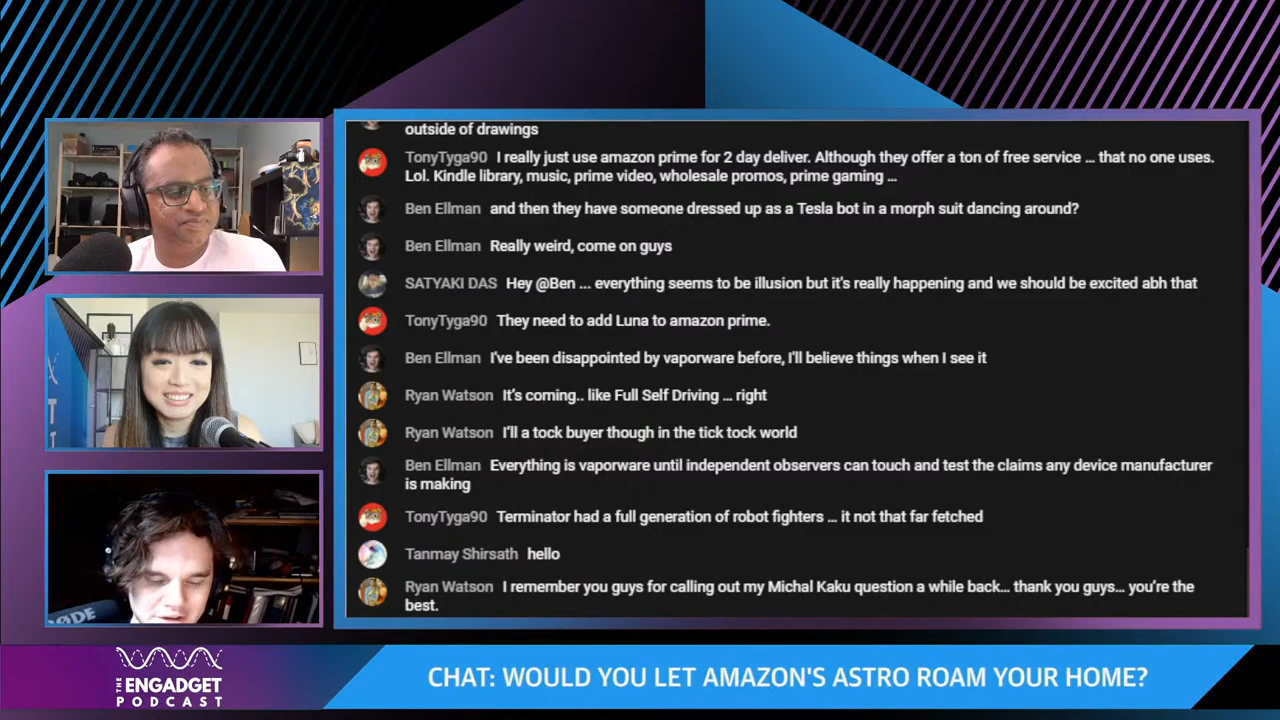 outside of drawings
TonyTyga90 I really just use amazon prime for 2 day deliver. Although they offer a ton of free service ... that no one uses.
Lol. Kindle library, music, prime video, wholesale promos, prime gaming ...
Ben Ellman and then they have someone dressed up as a Tesla bot in a morph suit dancing around?
Ben Ellman Really weird, come on guys
SATYAKI DAS Hey @Ben ... everything seems to be illusion but it's really happening and we should be excited abh that
TonyTyga90 They need to add Luna to amazon prime.
Ben Ellman I've been disappointed by vaporware before, I'll believe things when I see it
Ryan Watson It's coming.. like Full Self Driving ... right
Ryan Watson I'll a tock buyer though in the tick tock world
Ben Ellman Everything is vaporware until independent observers can touch and test the claims any device manufacturer
is making
TonyTyga90 Terminator had a full generation of robot fighters ... it not that far fetched
Tanmay Shirsath hello
Ryan Watson I remember you guys for calling out my Michal Kaku question a while back... thank you guys... you're the
best.
RØDE
THE ENGADGET
PODCAST
CHAT: WOULD YOU LET AMAZON'S ASTRO ROAM YOUR HOME?